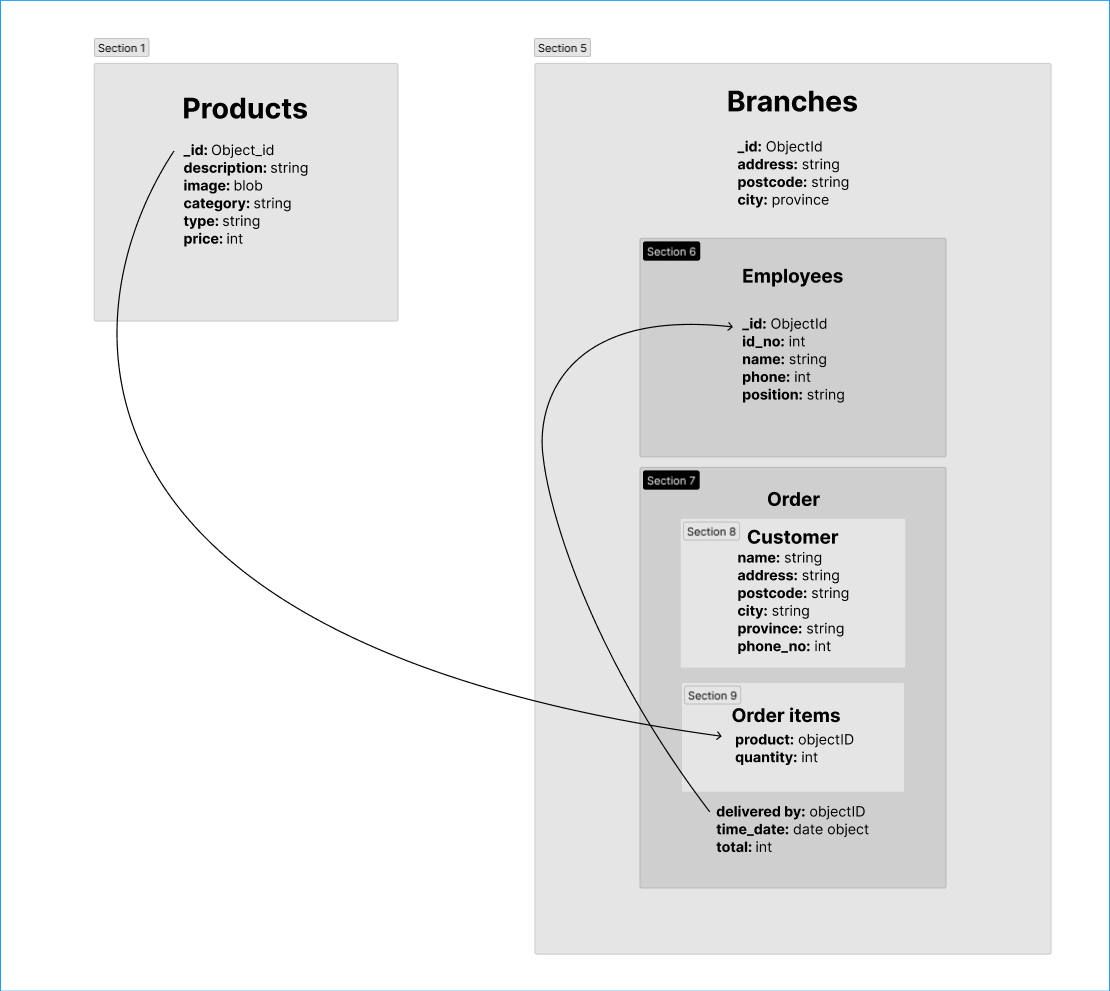 Section 1
Products
_id: Object_id
description: string
image: blob
category: string
type: string
price: int
Section 5
Branches
_id: ObjectId
address: string
postcode: string
city: province
Section 6
Employees
_id: ObjectId
id_no: int
name: string
phone: int
position: string
Section 7
Order
Section 8
Customer
name: string
address: string
postcode: string
city: string
province: string
phone_no: int
Section 9
Order items
product: objectID
quantity: int
delivered by: objectID
time_date: date object
total: int